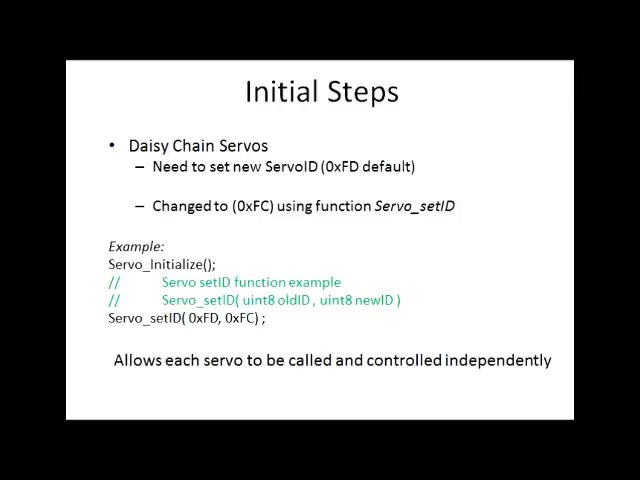 Initial Steps
• Daisy Chain Servos
– Need to set new ServoID (0xFD default)
– Changed to (0xFC) using function Servo_setID
Example:
Servo_Initialize();
// Servo setID function example
// Servo_setID( uint8 oldID , uint8 newID )
Servo_setID( 0xFD, 0xFC) ;
Allows each servo to be called and controlled independently